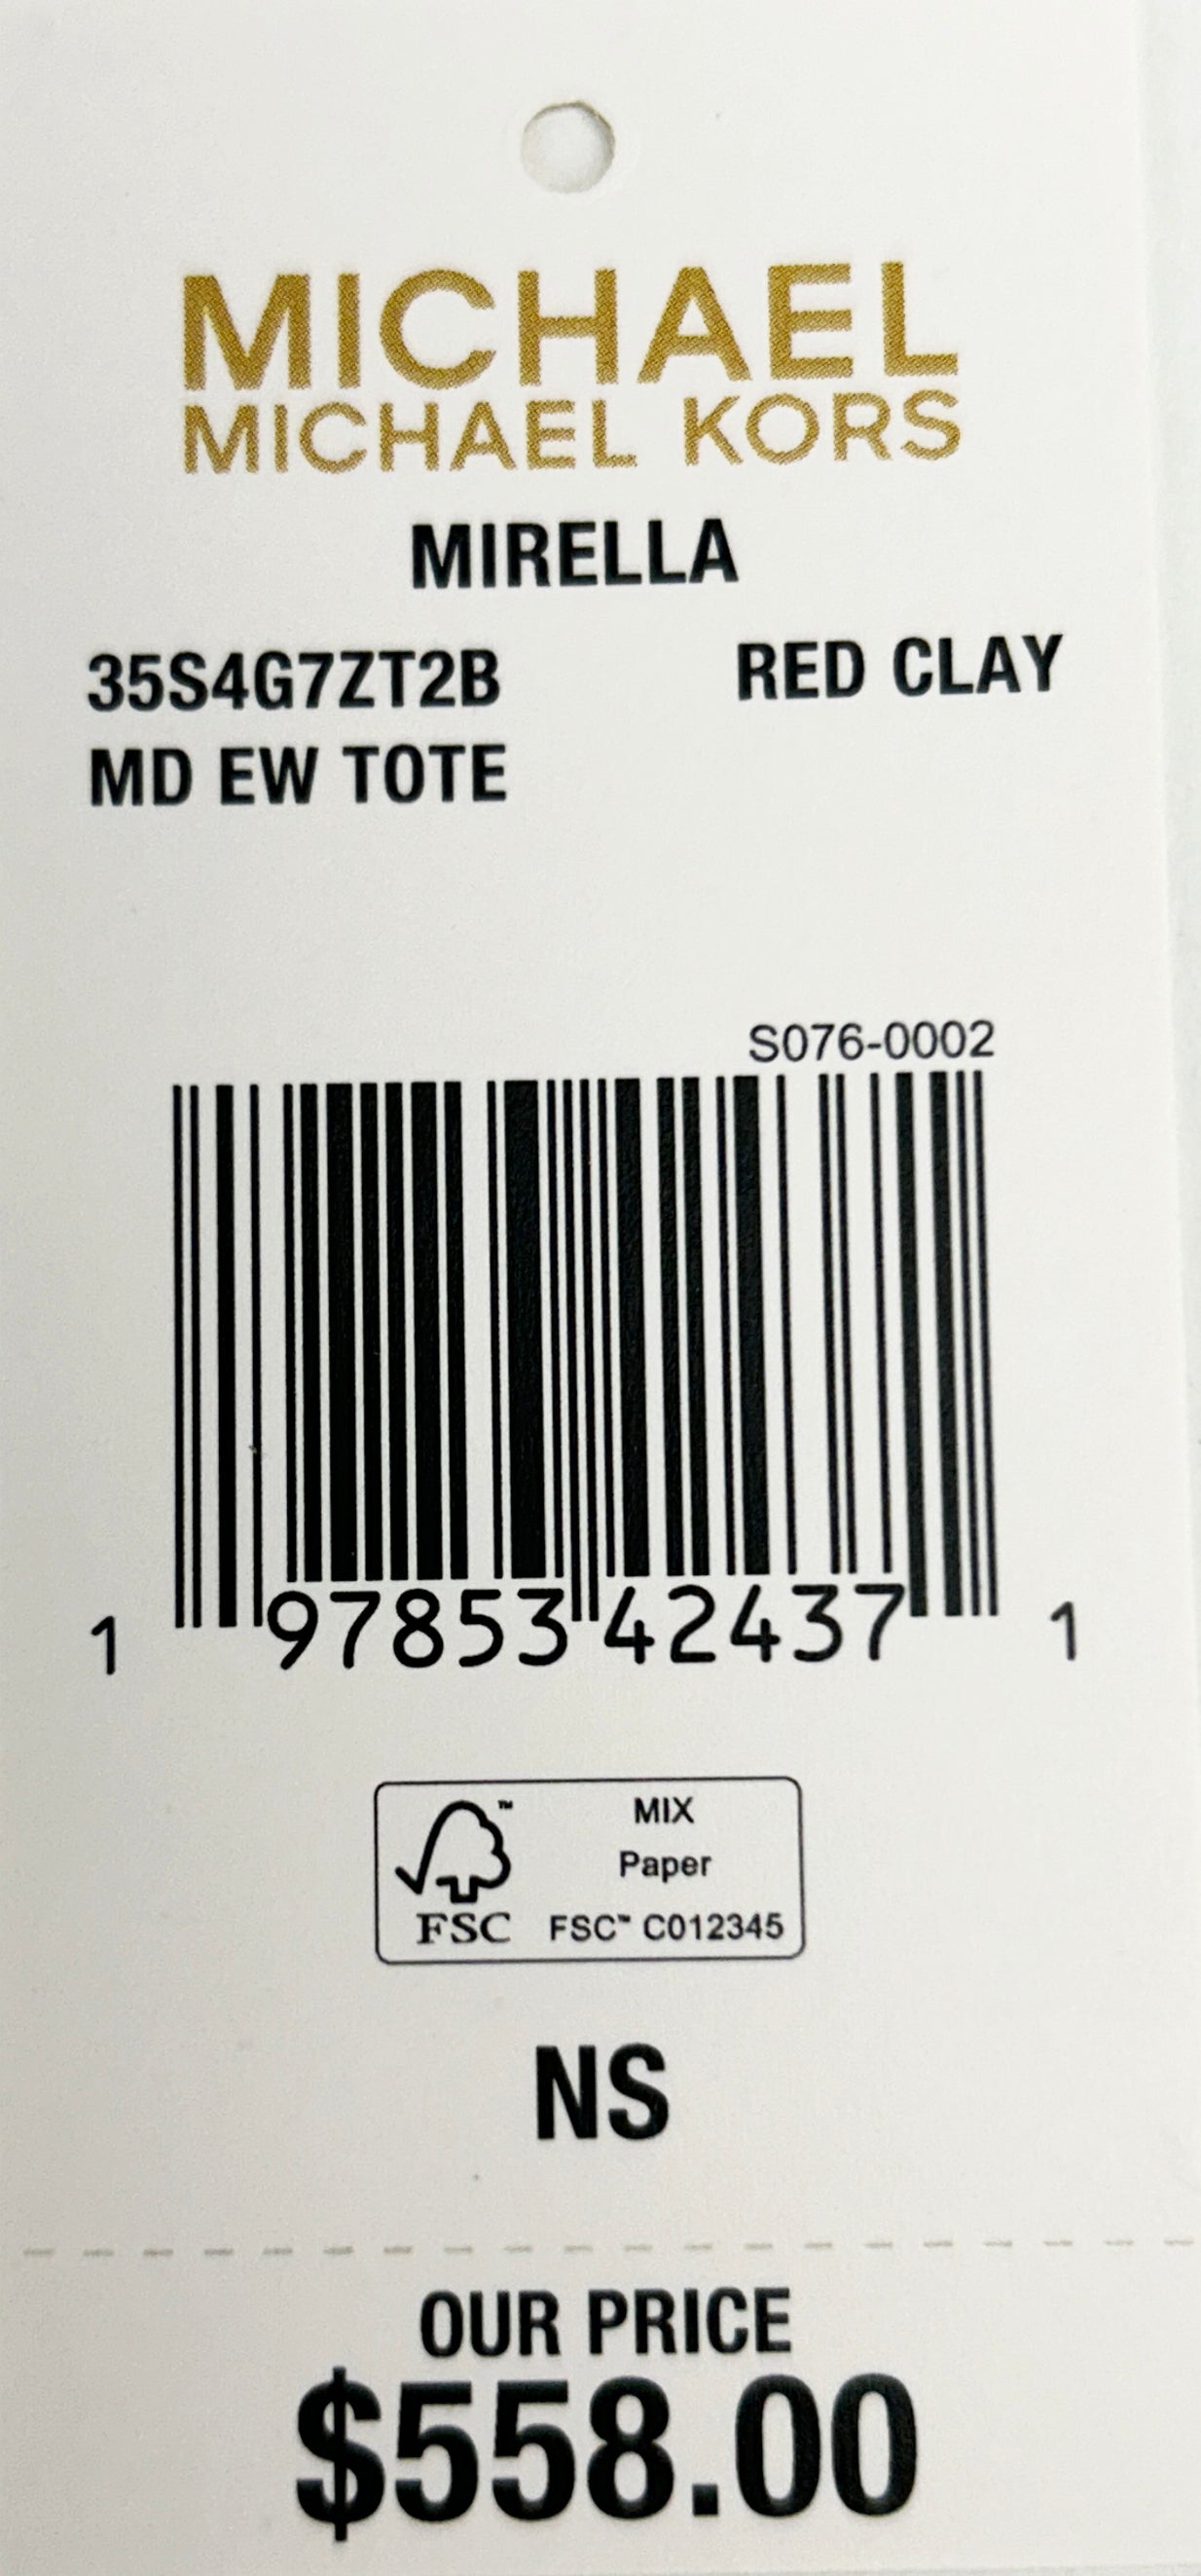 MICHAEL
MICHAEL KORS
MIRELLA
35S4G7ZT2B RED CLAY
MD EW TOTE
S076-0002
1 97853 42437 1
MIX
Paper
FSC FSC™ C012345
NS
OUR PRICE
$558.00